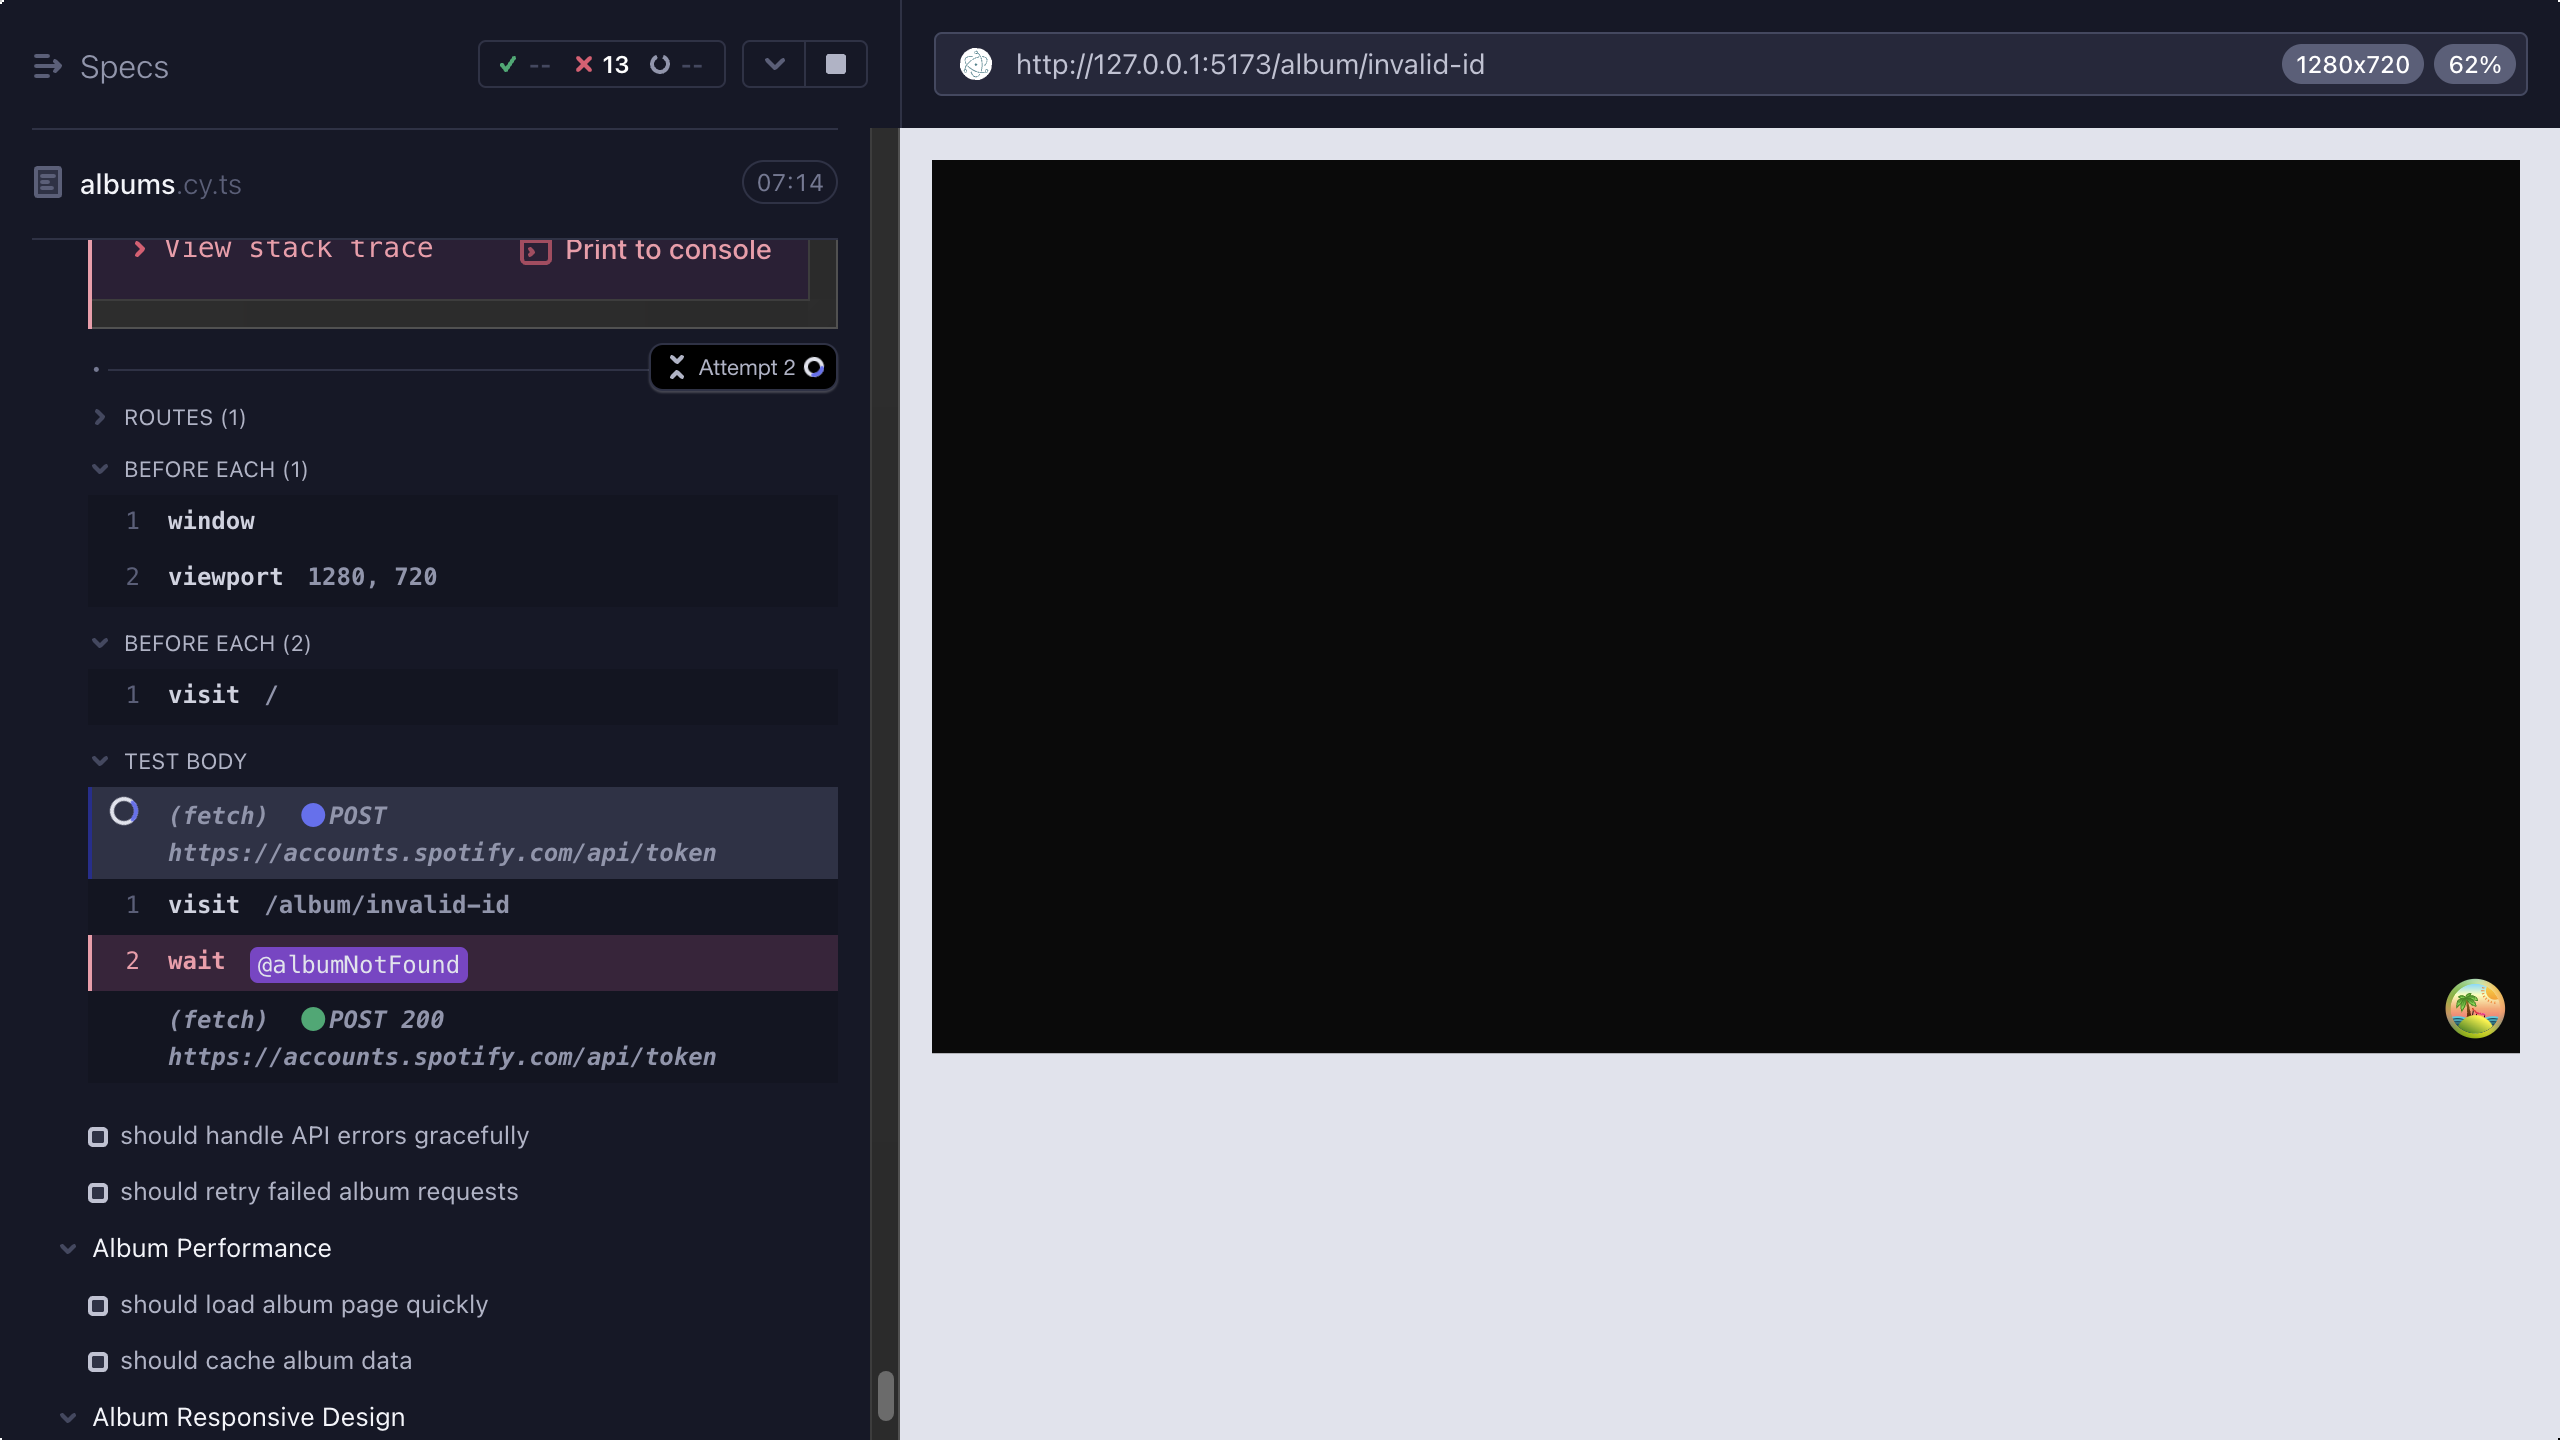 Specs
-- 13 --
http://127.0.0.1:5173/album/invalid-id
1280x720
62%
albums.cy.ts
07:14
View stack trace
Print to console
Attempt 2
ROUTES (1)
BEFORE EACH (1)
1 window
2 viewport 1280, 720
BEFORE EACH (2)
1 visit /
TEST BODY
(fetch) POST
https://accounts.spotify.com/api/token
1 visit /album/invalid-id
2 wait @albumNotFound
(fetch) POST 200
https://accounts.spotify.com/api/token
should handle API errors gracefully
should retry failed album requests
Album Performance
should load album page quickly
should cache album data
Album Responsive Design